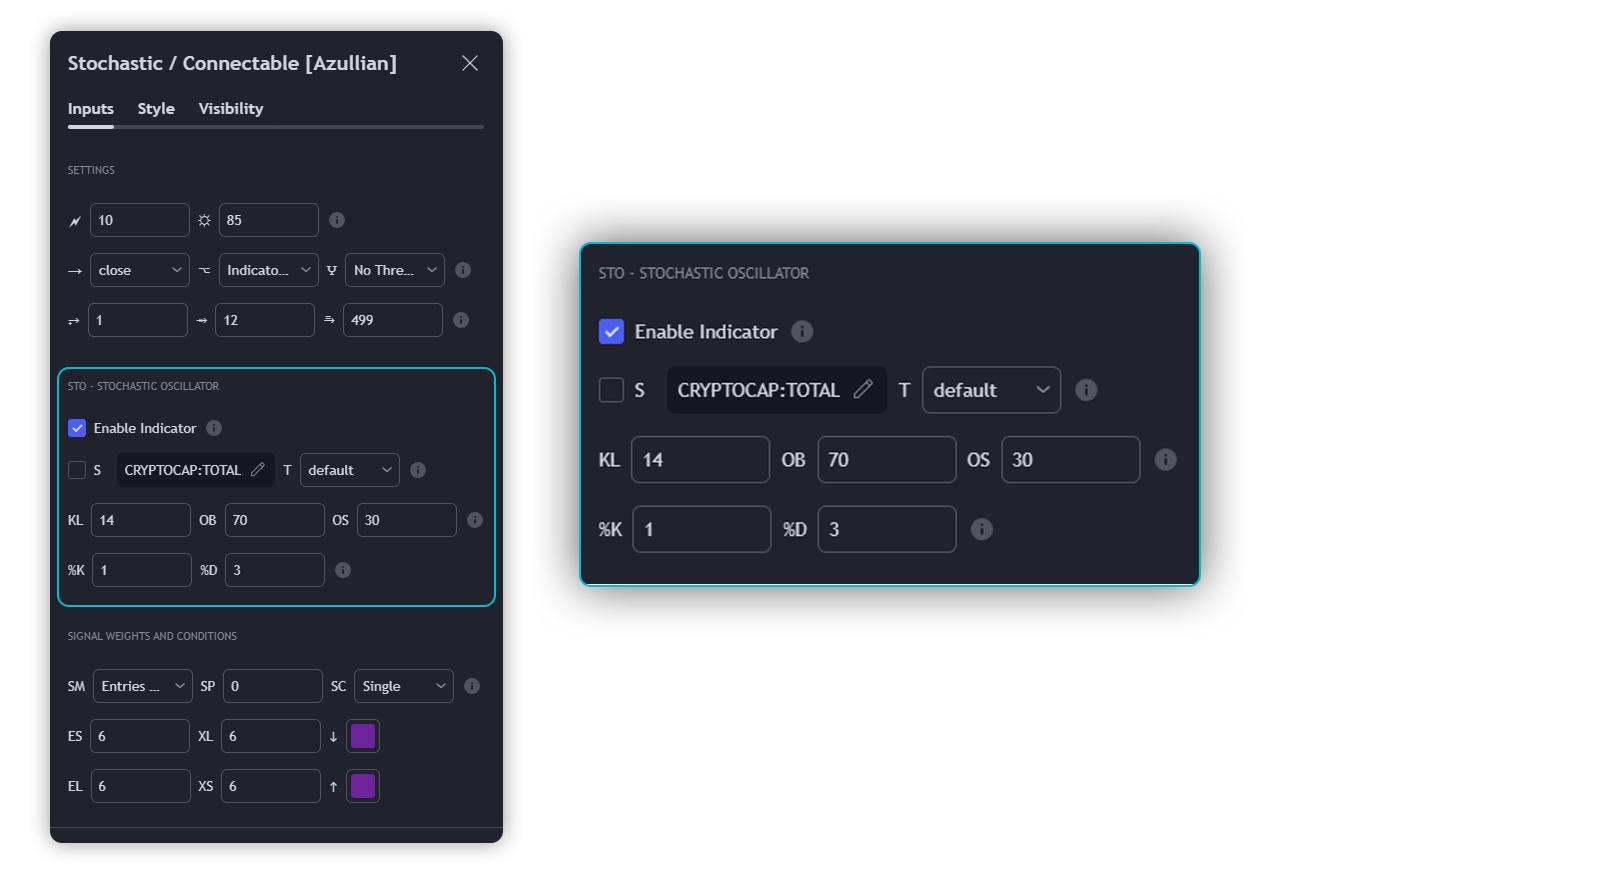 Stochastic / Connectable [Azullian]
Inputs Style Visibility
SETTINGS
10 85
close Indicato... No Thre...
1 12 499
STO - STOCHASTIC OSCILLATOR
Enable Indicator
S CRYPTOCAP:TOTAL T default
KL 14 OB 70 OS 30
%K 1 %D 3
SIGNAL WEIGHTS AND CONDITIONS
SM Entries ... SP 0 SC Single
ES 6 XL 6 ↓
EL 6 XS 6 ↑
STO - STOCHASTIC OSCILLATOR
Enable Indicator
S CRYPTOCAP:TOTAL T default
KL 14 OB 70 OS 30
%K 1 %D 3